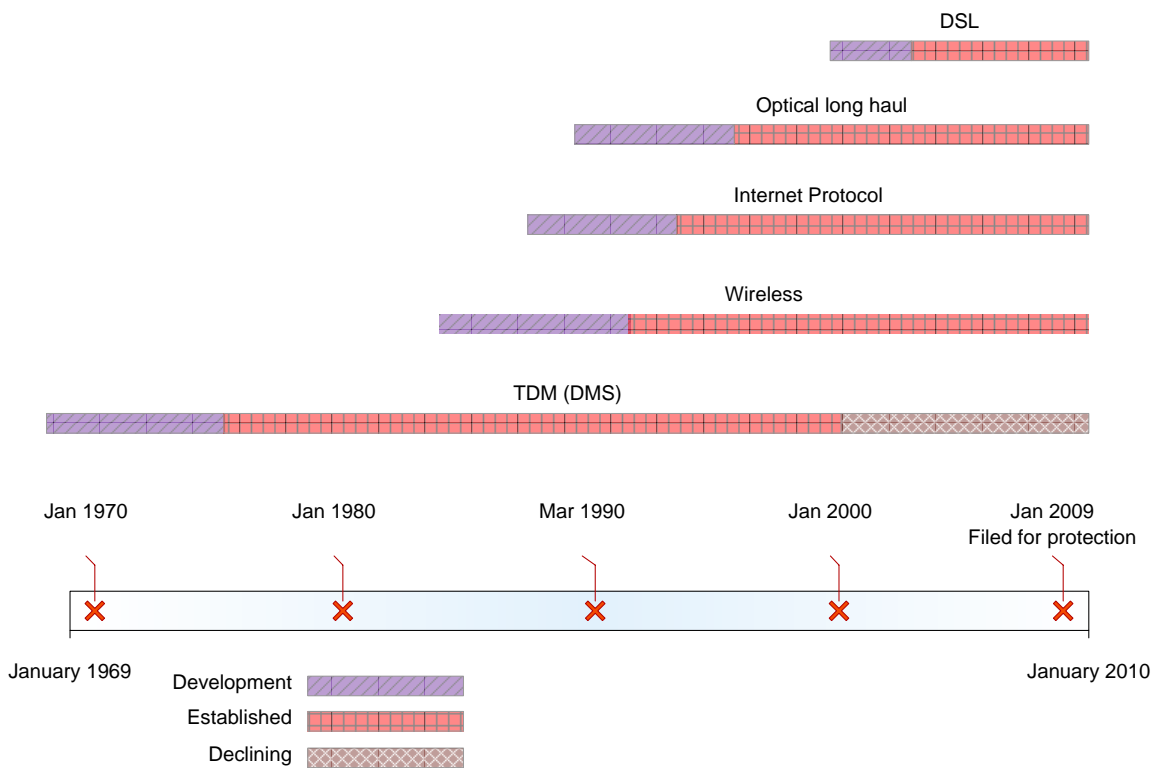 DSL
Optical long haul
Internet Protocol
Wireless
TDM (DMS)
Jan 1970
Jan 1980
Mar 1990
Jan 2000
Jan 2009
Filed for protection
January 1969
January 2010
Development
Established
Declining